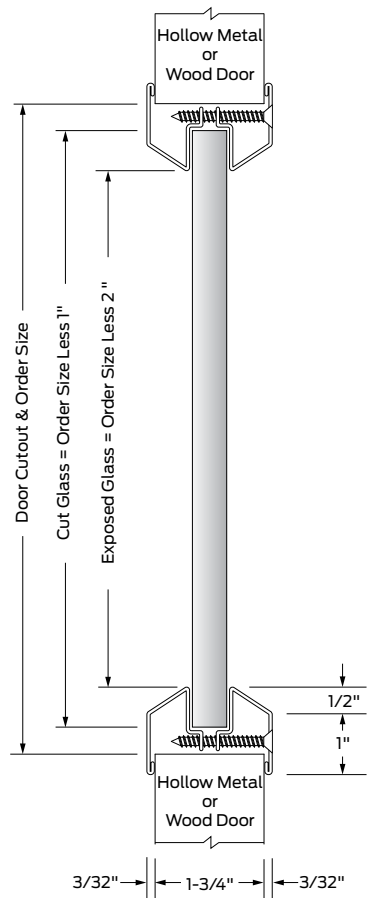 Hollow Metal
or
Wood Door
Door Cutout & Order Size
Cut Glass = Order Size Less 1"
Exposed Glass = Order Size Less 2"
1/2"
1"
Hollow Metal
or
Wood Door
3/32"
1-3/4"
3/32"